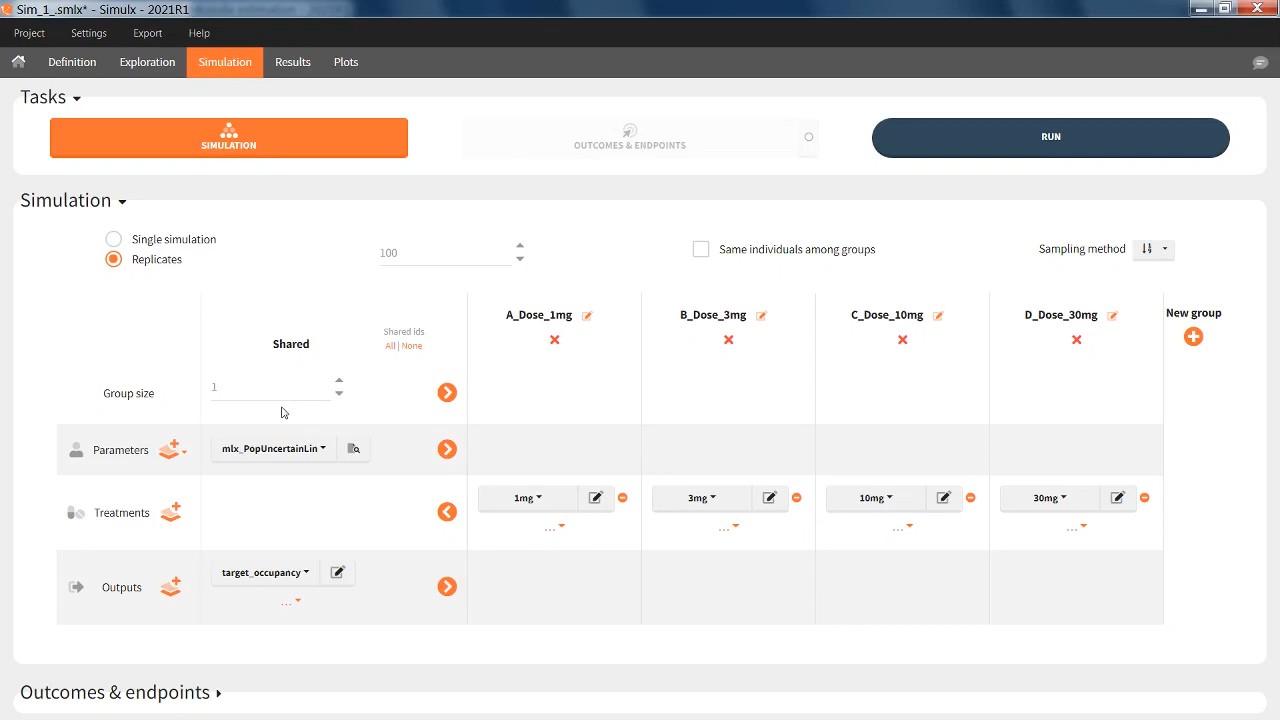 Sim_1_.smlx* - Simulx - 2021R1
Project Settings Export Help
Definition Exploration Simulation Results Plots
Tasks
SIMULATION
OUTCOMES & ENDPOINTS
RUN
Simulation
Single simulation
Replicates
100
Same individuals among groups
Sampling method
Shared
Shared ids
All | None
A_Dose_1mg
B_Dose_3mg
C_Dose_10mg
D_Dose_30mg
New group
Group size
1
Parameters
mlx_PopUncertainLin
Treatments
1mg
...
3mg
...
10mg
...
30mg
...
Outputs
target_occupancy
...
Outcomes & endpoints